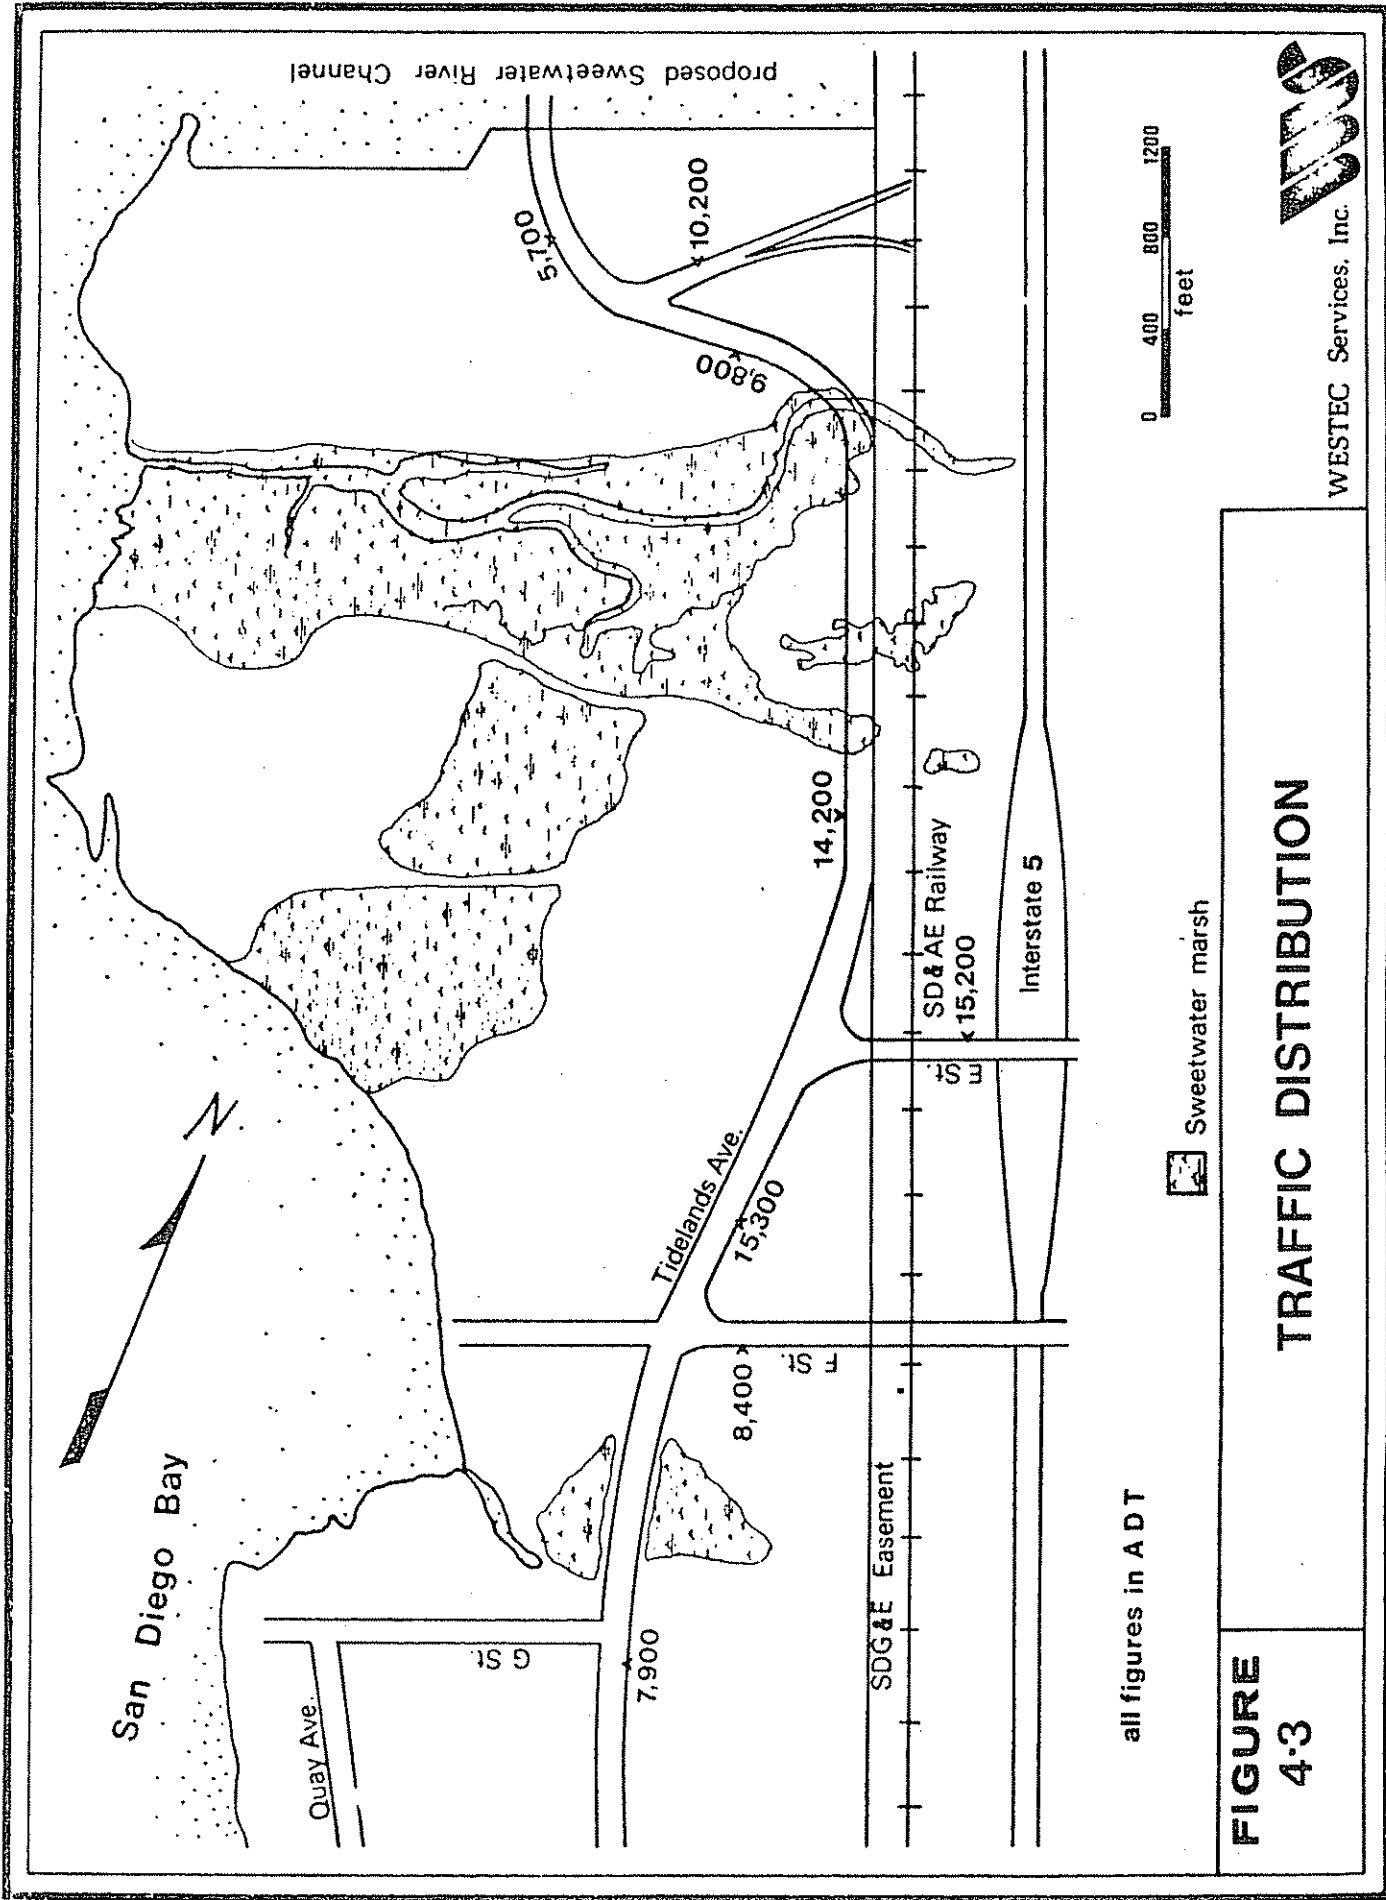 San Diego Bay
N
proposed Sweetwater River Channel
5,700
10,200
9,800
14,200
Tidelands Ave.
15,300
SD & AE Railway
15,200
E St.
Interstate 5
F St.
8,400
Quay Ave.
G St.
7,900
SDG & E Easement
all figures in ADT
Sweetwater marsh
0 400 800 1200
feet
FIGURE
4-3
TRAFFIC DISTRIBUTION
WESTEC Services, Inc.